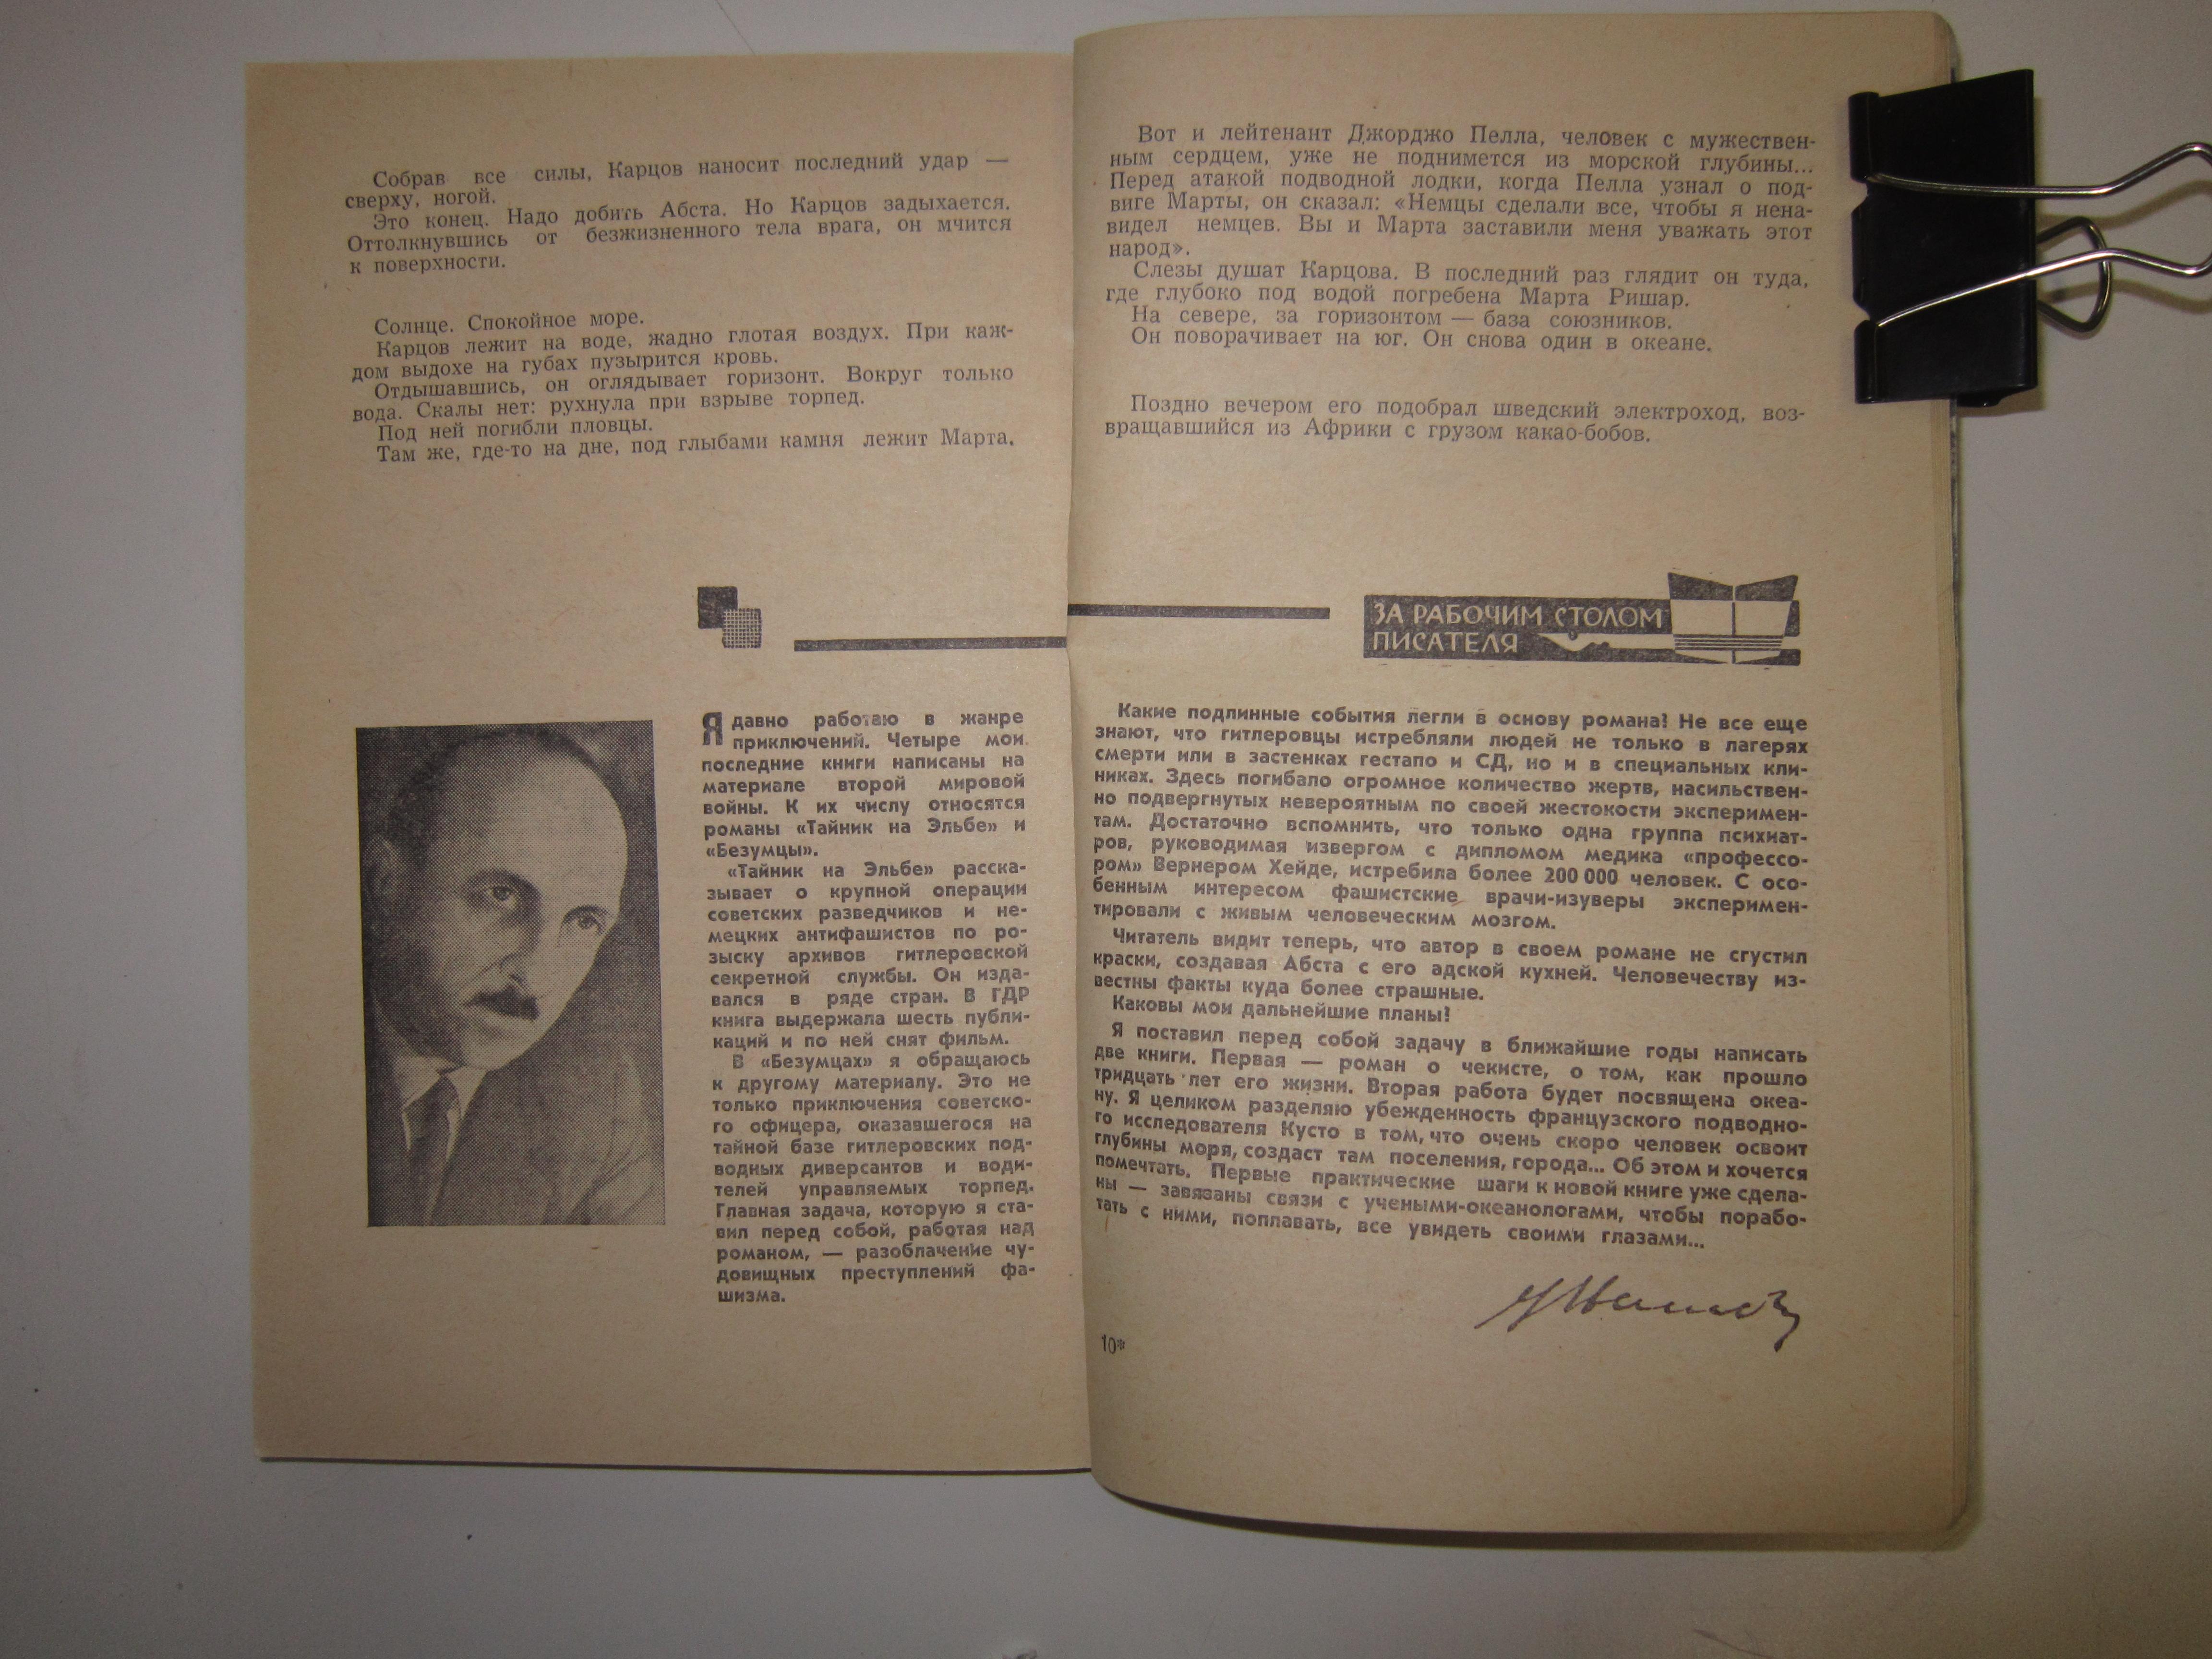 Собрав все силы, Карцов наносит последний удар —
сверху, ногой.
Это конец. Надо добить Абста. Но Карцов задыхается.
Оттолкнувшись от безжизненного тела врага, он мчится
к поверхности.
Солнце. Спокойное море.
Карцов лежит на воде, жадно глотая воздух. При каж-
дом выдохе на губах пузырится кровь.
Отдышавшись, он оглядывает горизонт. Вокруг только
вода. Скалы нет: рухнула при взрыве торпед.
Под ней погибли пловцы.
Там же, где-то на дне, под глыбами камня лежит Марта.
Я давно работаю в жанре
приключений. Четыре мои
последние книги написаны на
материале второй мировой
войны. К их числу относятся
романы «Тайник на Эльбе» и
«Безумцы».
«Тайник на Эльбе» расска-
зывает о крупной операции
советских разведчиков и не-
мецких антифашистов по ро-
зыску архивов гитлеровской
секретной службы. Он изда-
вался в ряде стран. В ГДР
книга выдержала шесть публи-
каций и по ней снят фильм.
В «Безумцах» я обращаюсь
к другому материалу. Это не
только приключения советско-
го офицера, оказавшегося на
тайной базе гитлеровских под-
водных диверсантов и води-
телей управляемых торпед.
Главная задача, которую я ста-
вил перед собой, работая над
романом, — разоблачение чу-
довищных преступлений фа-
шизма.
Вот и лейтенант Джорджо Пелла, человек с мужествен-
ным сердцем, уже не поднимется из морской глубины...
Перед атакой подводной лодки, когда Пелла узнал о под-
виге Марты, он сказал: «Немцы сделали все, чтобы я нена-
видел немцев. Вы и Марта заставили меня уважать этот
народ».
Слезы душат Карцова. В последний раз глядит он туда,
где глубоко под водой погребена Марта Ришар.
На севере, за горизонтом — база союзников.
Он поворачивает на юг. Он снова один в океане.
Поздно вечером его подобрал шведский электроход, воз-
вращавшийся из Африки с грузом какао-бобов.
ЗА РАБОЧИМ СТОЛОМ
ПИСАТЕЛЯ
Какие подлинные события легли в основу романа? Не все еще
знают, что гитлеровцы истребляли людей не только в лагерях
смерти или в застенках гестапо и СД, но и в специальных кли-
никах. Здесь погибало огромное количество жертв, насильствен-
но подвергнутых невероятным по своей жестокости эксперимен-
там. Достаточно вспомнить, что только одна группа психиат-
ров, руководимая извергом с дипломом медика «профессо-
ром» Вернером Хейде, истребила более 200 000 человек. С осо-
бенным интересом фашистские врачи-изуверы эксперимен-
тировали с живым человеческим мозгом.
Читатель видит теперь, что автор в своем романе не сгустил
краски, создавая Абста с его адской кухней. Человечеству из-
вестны факты куда более страшные.
Каковы мои дальнейшие планы?
Я поставил перед собой задачу в ближайшие годы написать
две книги. Первая — роман о чекисте, о том, как прошло
тридцать лет его жизни. Вторая работа будет посвящена океа-
ну. Я целиком разделяю убежденность французского подводно-
го исследователя Кусто в том, что очень скоро человек освоит
глубины моря, создаст там поселения, города... Об этом и хочется
помечтать. Первые практические шаги к новой книге уже сдела-
ны — завязаны связи с учеными-океанологами, чтобы порабо-
тать с ними, поплавать, все увидеть своими глазами...
10*